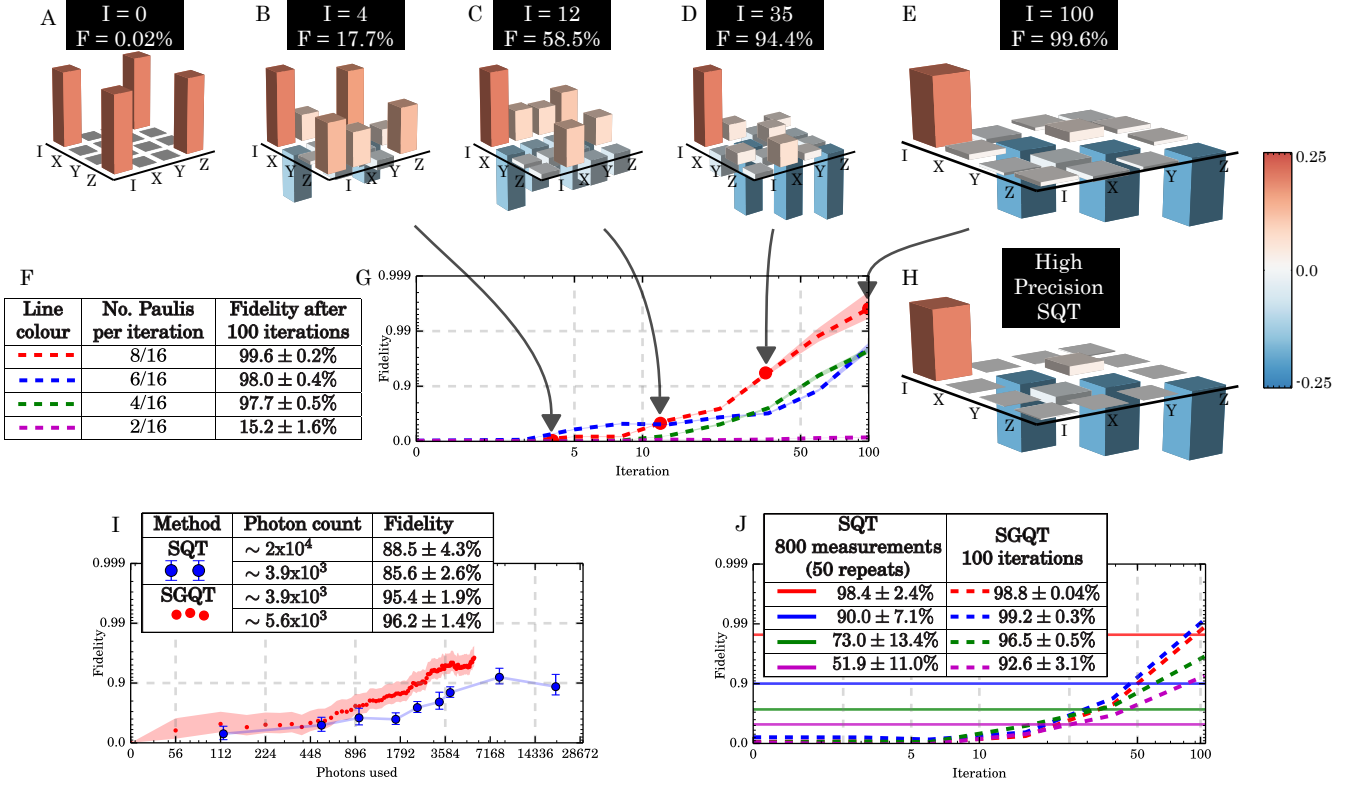 A
I = 0
F = 0.02%
B
I = 4
F = 17.7%
C
I = 12
F = 58.5%
D
I = 35
F = 94.4%
E
I = 100
F = 99.6%
I X Y Z
I X Y Z
I X Y Z
I X Y Z
I X Y Z
I X Y Z
I X Y Z
I X Y Z
I X Y Z
I X Y Z
0.25
0.0
-0.25
F
Line colour No. Paulis per iteration Fidelity after 100 iterations
8/16 99.6 ± 0.2%
6/16 98.0 ± 0.4%
4/16 97.7 ± 0.5%
2/16 15.2 ± 1.6%
G
0.999
0.99
0.9
0.0
Fidelity
0 5 10 50 100
Iteration
H
High
Precision
SQT
I X Y Z
I X Y Z
I
Method Photon count Fidelity
SQT ~ 2x10⁴ 88.5 ± 4.3%
~ 3.9x10³ 85.6 ± 2.6%
SGQT ~ 3.9x10³ 95.4 ± 1.9%
~ 5.6x10³ 96.2 ± 1.4%
0.999
0.99
0.9
0.0
Fidelity
0 56 112 224 448 896 1792 3584 7168 14336 28672
Photons used
J
SQT
800 measurements
(50 repeats)
SGQT
100 iterations
98.4 ± 2.4% 98.8 ± 0.04%
90.0 ± 7.1% 99.2 ± 0.3%
73.0 ± 13.4% 96.5 ± 0.5%
51.9 ± 11.0% 92.6 ± 3.1%
0.999
0.99
0.9
0.0
Fidelity
0 5 10 50 100
Iteration